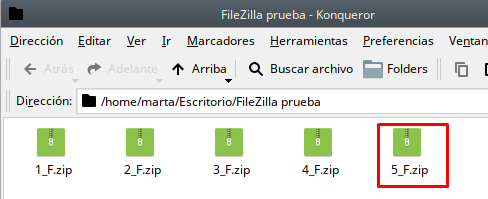 FileZilla prueba - Konqueror
Dirección Editar Ver Ir Marcadores Herramientas Preferencias Ventan
Atrás Adelante Arriba Buscar archivo Folders
Dirección: /home/marta/Escritorio/FileZilla prueba
1_F.zip 2_F.zip 3_F.zip 4_F.zip 5_F.zip